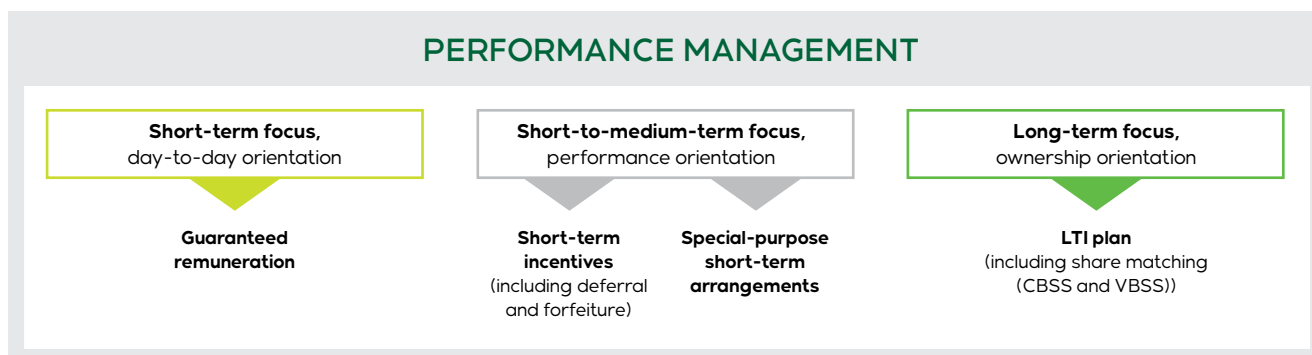 PERFORMANCE MANAGEMENT
Short-term focus,
day-to-day orientation
Guaranteed
remuneration
Short-to-medium-term focus,
performance orientation
Short-term
incentives
(including deferral
and forfeiture)
Special-purpose
short-term
arrangements
Long-term focus,
ownership orientation
LTI plan
(including share matching
(CBSS and VBSS))